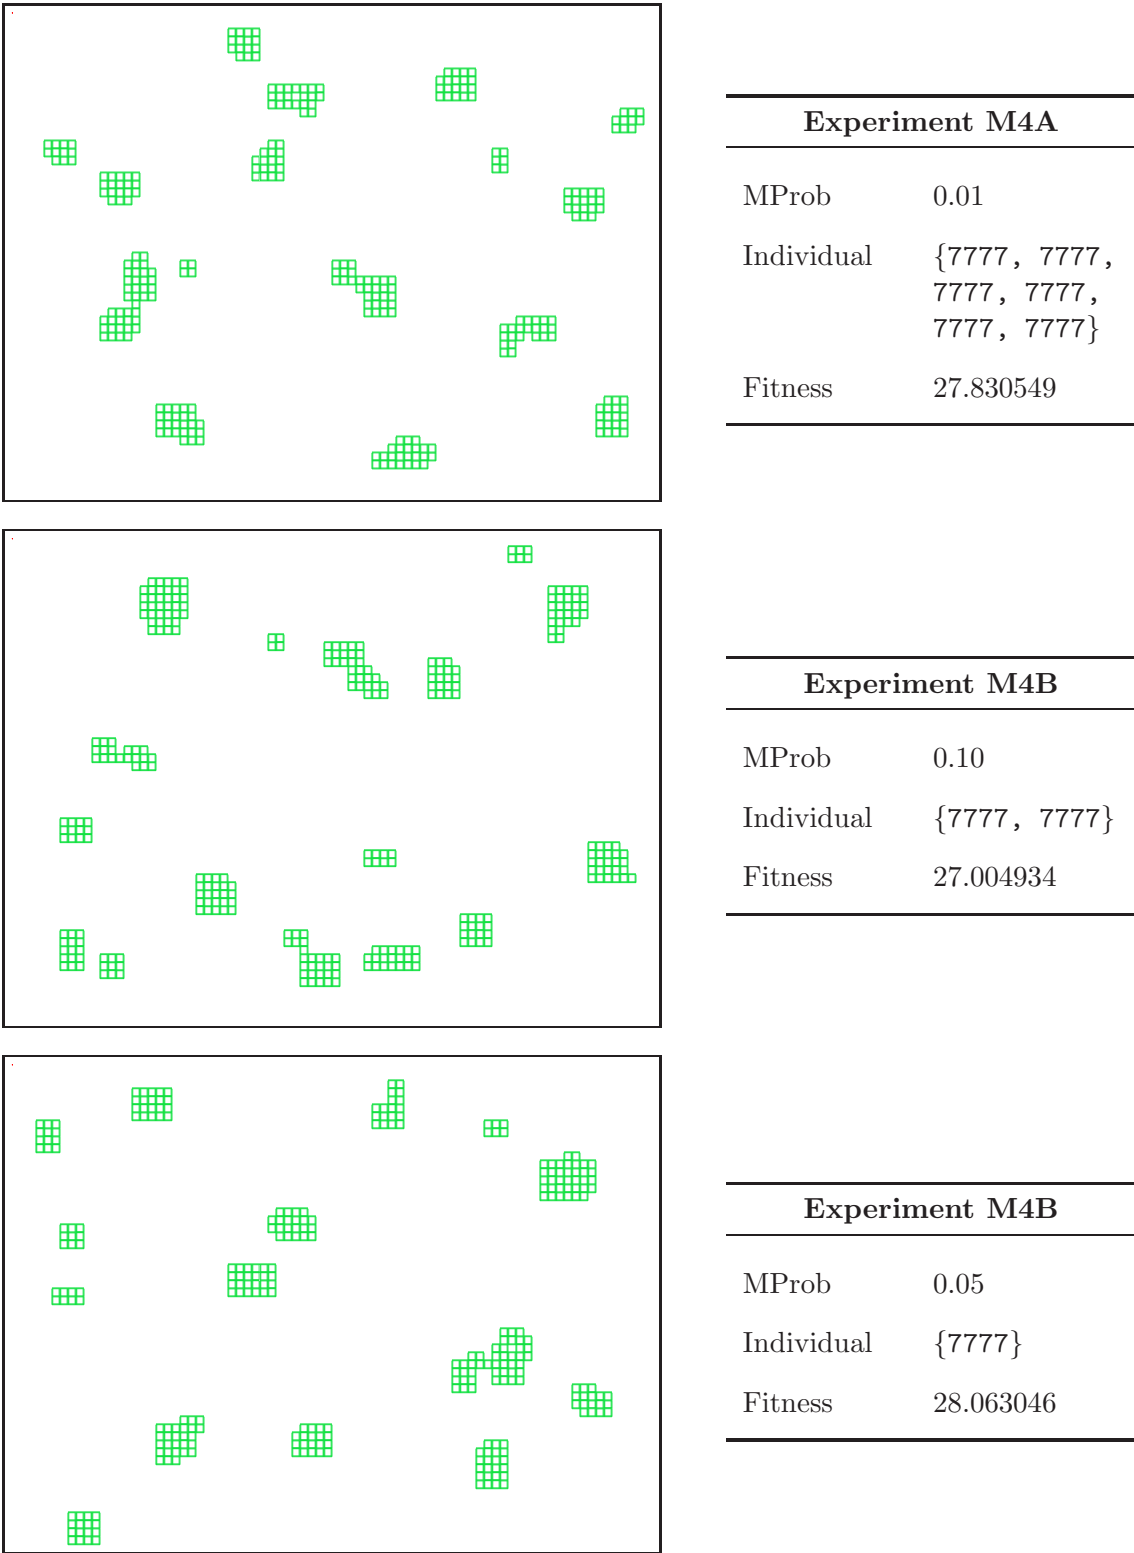 Experiment M4A
MProb 0.01
Individual {7777, 7777,
7777, 7777,
7777, 7777}
Fitness 27.830549
Experiment M4B
MProb 0.10
Individual {7777, 7777}
Fitness 27.004934
Experiment M4B
MProb 0.05
Individual {7777}
Fitness 28.063046